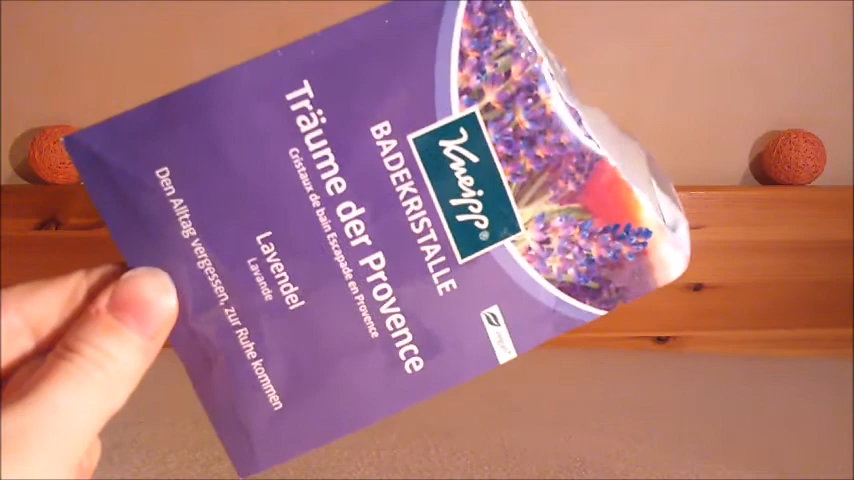 Kneipp®
BADEKRISTALLE
Träume der Provence
Cristaux de bain Escapade en Provence
Lavendel
Lavande
Den Alltag vergessen, zur Ruhe kommen